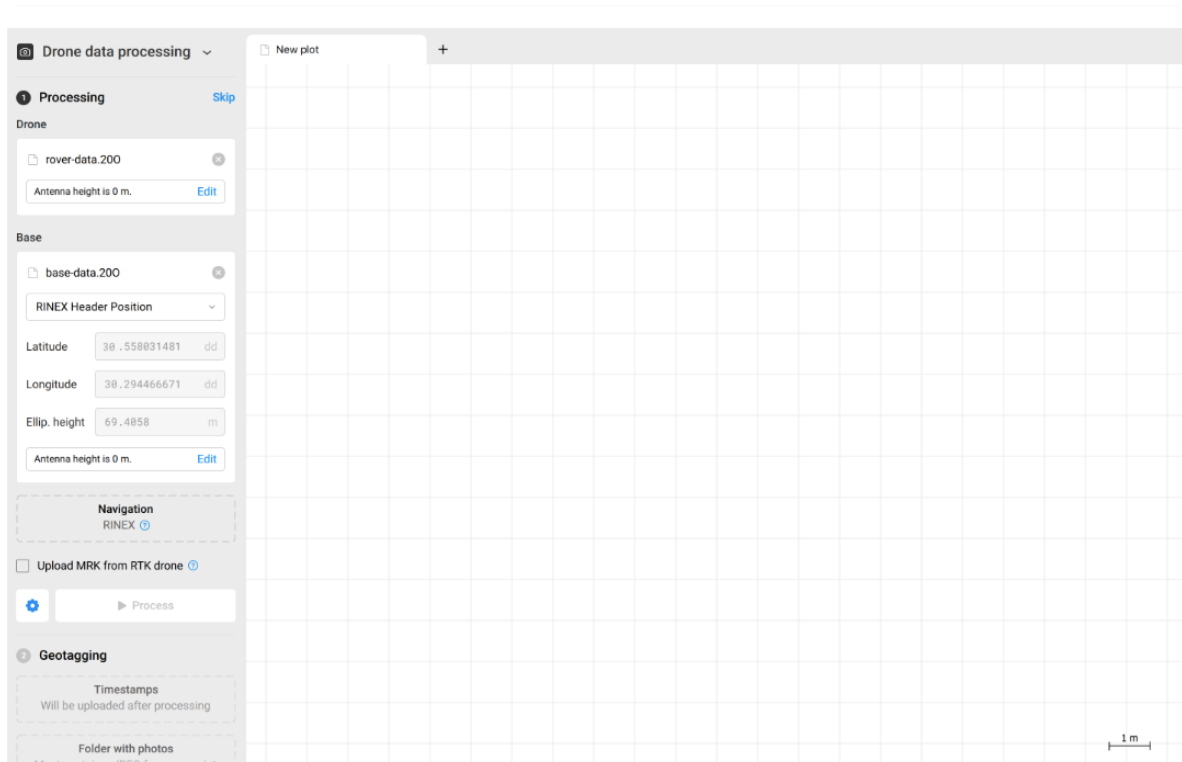 Drone data processing
New plot
+
1 Processing Skip
Drone
rover-data.20O
Antenna height is 0 m. Edit
Base
base-data.20O
RINEX Header Position
Latitude 30.558031481 dd
Longitude 30.294466671 dd
Ellip. height 69.4058 m
Antenna height is 0 m. Edit
Navigation
RINEX ?
Upload MRK from RTK drone ?
Process
2 Geotagging
Timestamps
Will be uploaded after processing
Folder with photos
1 m